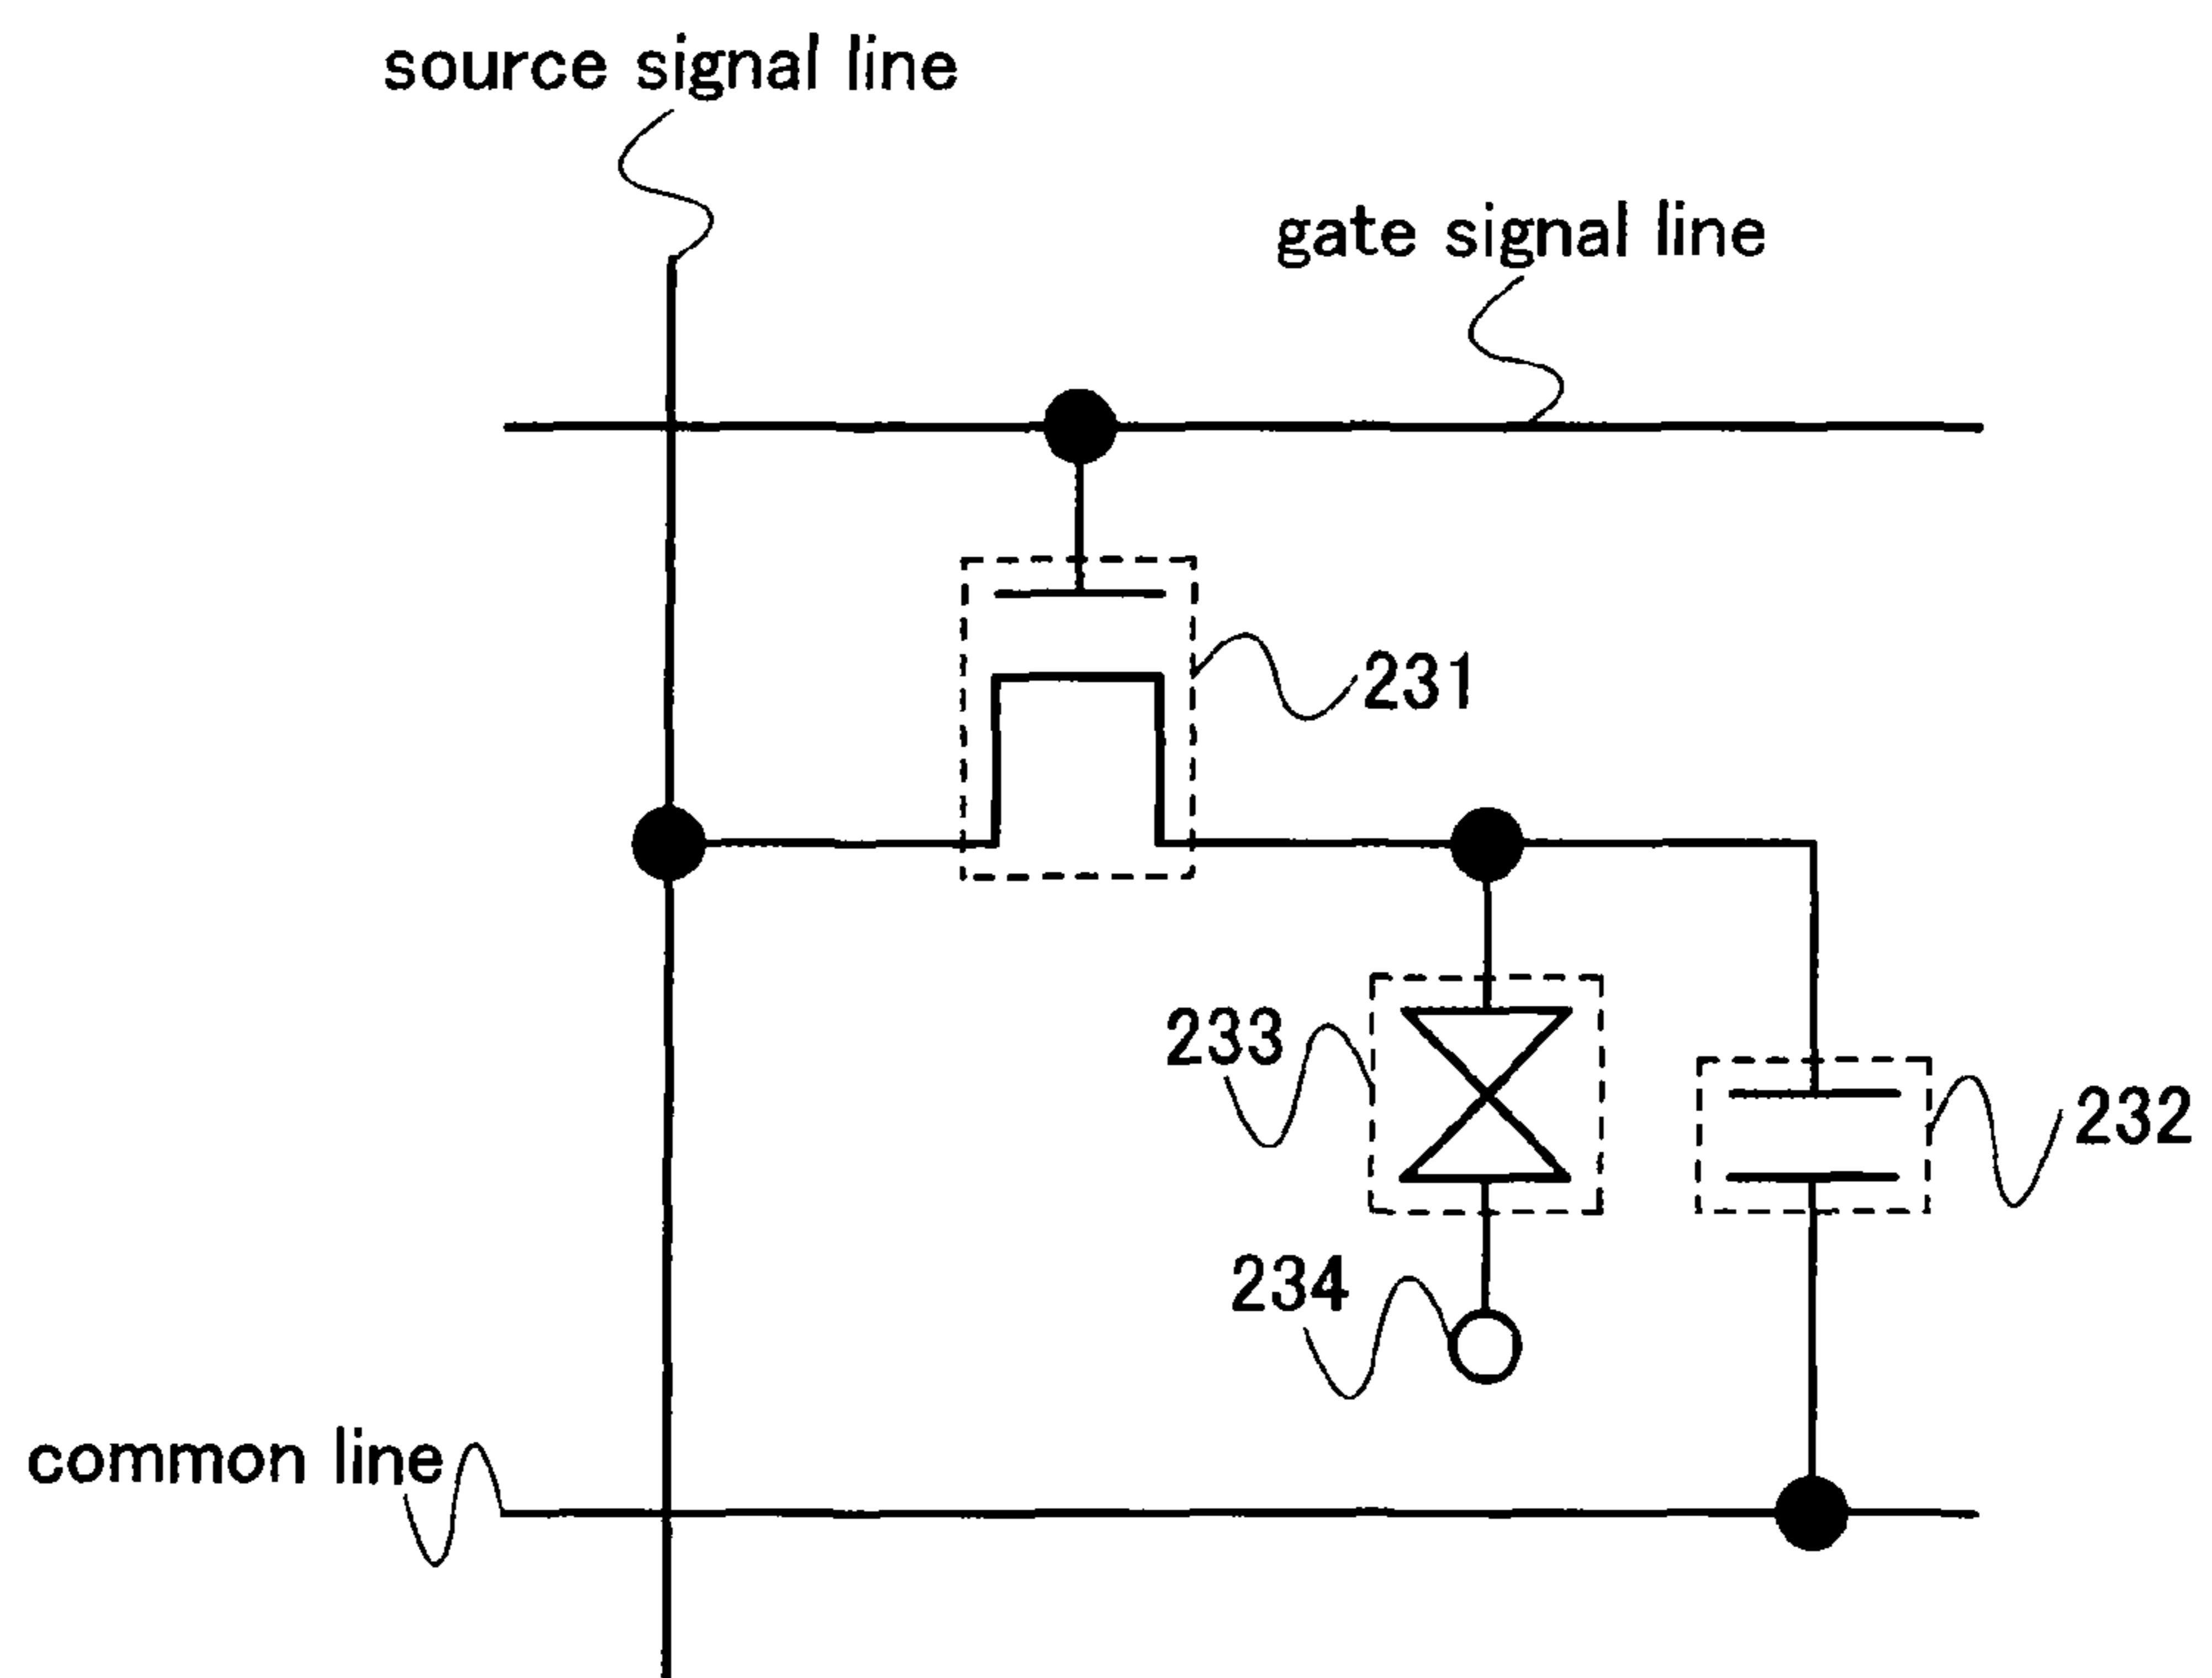 source signal line
gate signal line
231
233
232
234
common line